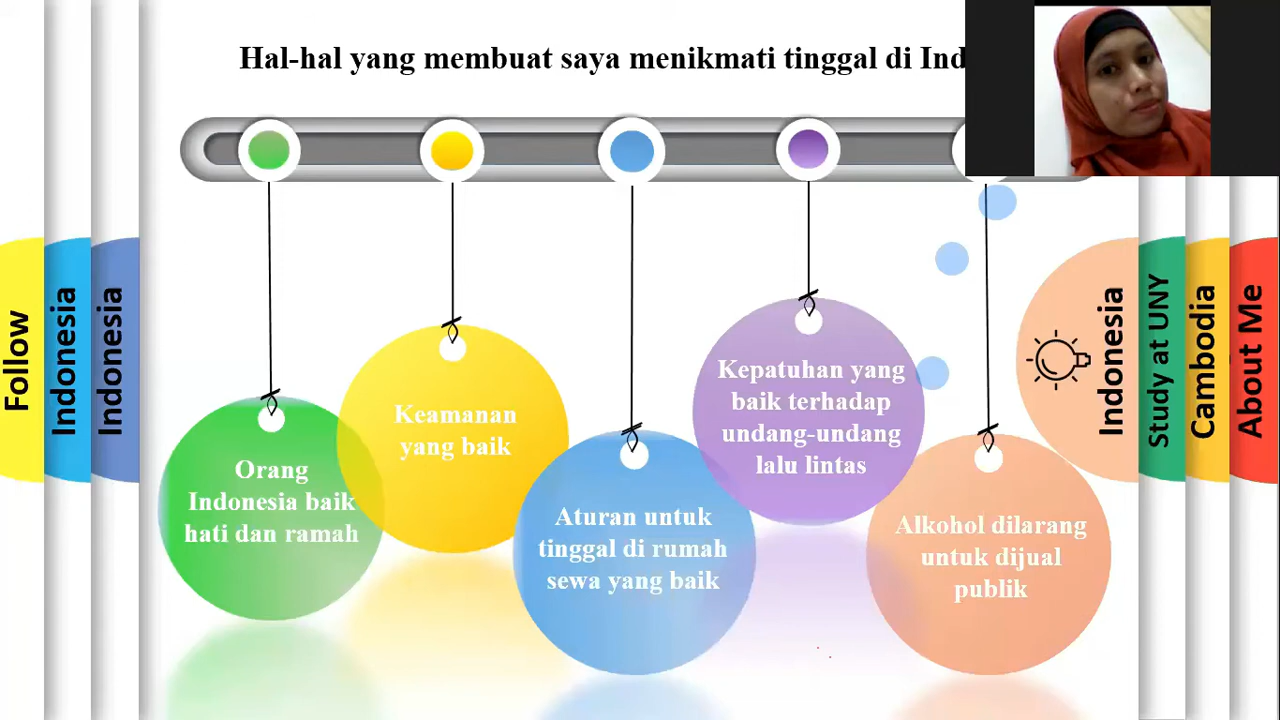 Hal-hal yang membuat saya menikmati tinggal di Ind
Follow
Indonesia
Indonesia
Orang
Indonesia baik
hati dan ramah
Keamanan
yang baik
Aturan untuk
tinggal di rumah
sewa yang baik
Kepatuhan yang
baik terhadap
undang-undang
lalu lintas
Alkohol dilarang
untuk dijual
publik
Indonesia
Study at UNY
Cambodia
About Me